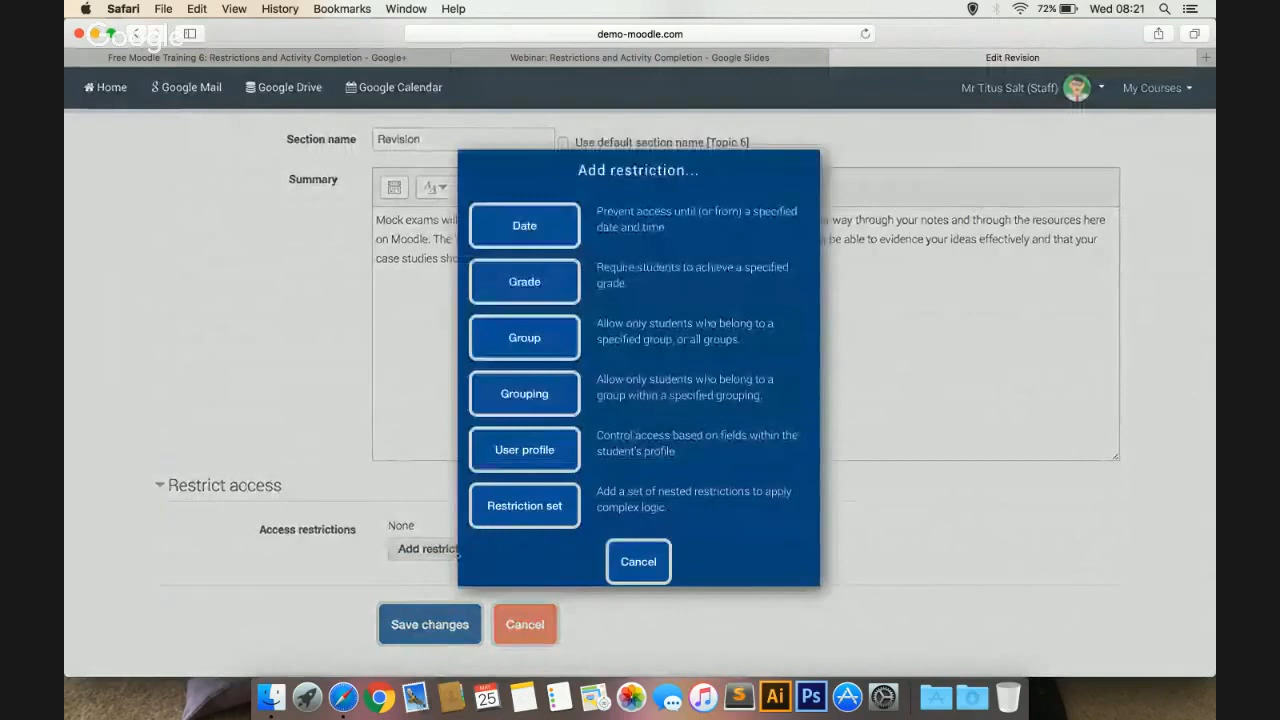 Safari File Edit View History Bookmarks Window Help
72% Wed 08:21
Google
demo-moodle.com
Free Moodle Training 6: Restrictions and Activity Completion - Google+
Webinar: Restrictions and Activity Completion - Google Slides
Edit Revision
Home Google Mail Google Drive Google Calendar
Mr Titus Salt (Staff) My Courses
Section name Revision Use default section name [Topic 6]
Summary
Mock exams will
way through your notes and through the resources here
on Moodle. The
be able to evidence your ideas effectively and that your
case studies
Add restriction...
Date
Prevent access until (or from) a specified
date and time.
Grade
Require students to achieve a specified
grade.
Group
Allow only students who belong to a
specified group, or all groups.
Grouping
Allow only students who belong to a
group within a specified grouping.
User profile
Control access based on fields within the
student's profile.
Restriction set
Add a set of nested restrictions to apply
complex logic.
Cancel
Restrict access
Access restrictions None
Add restrict
Save changes Cancel
MAY
25
S
Ai
Ps